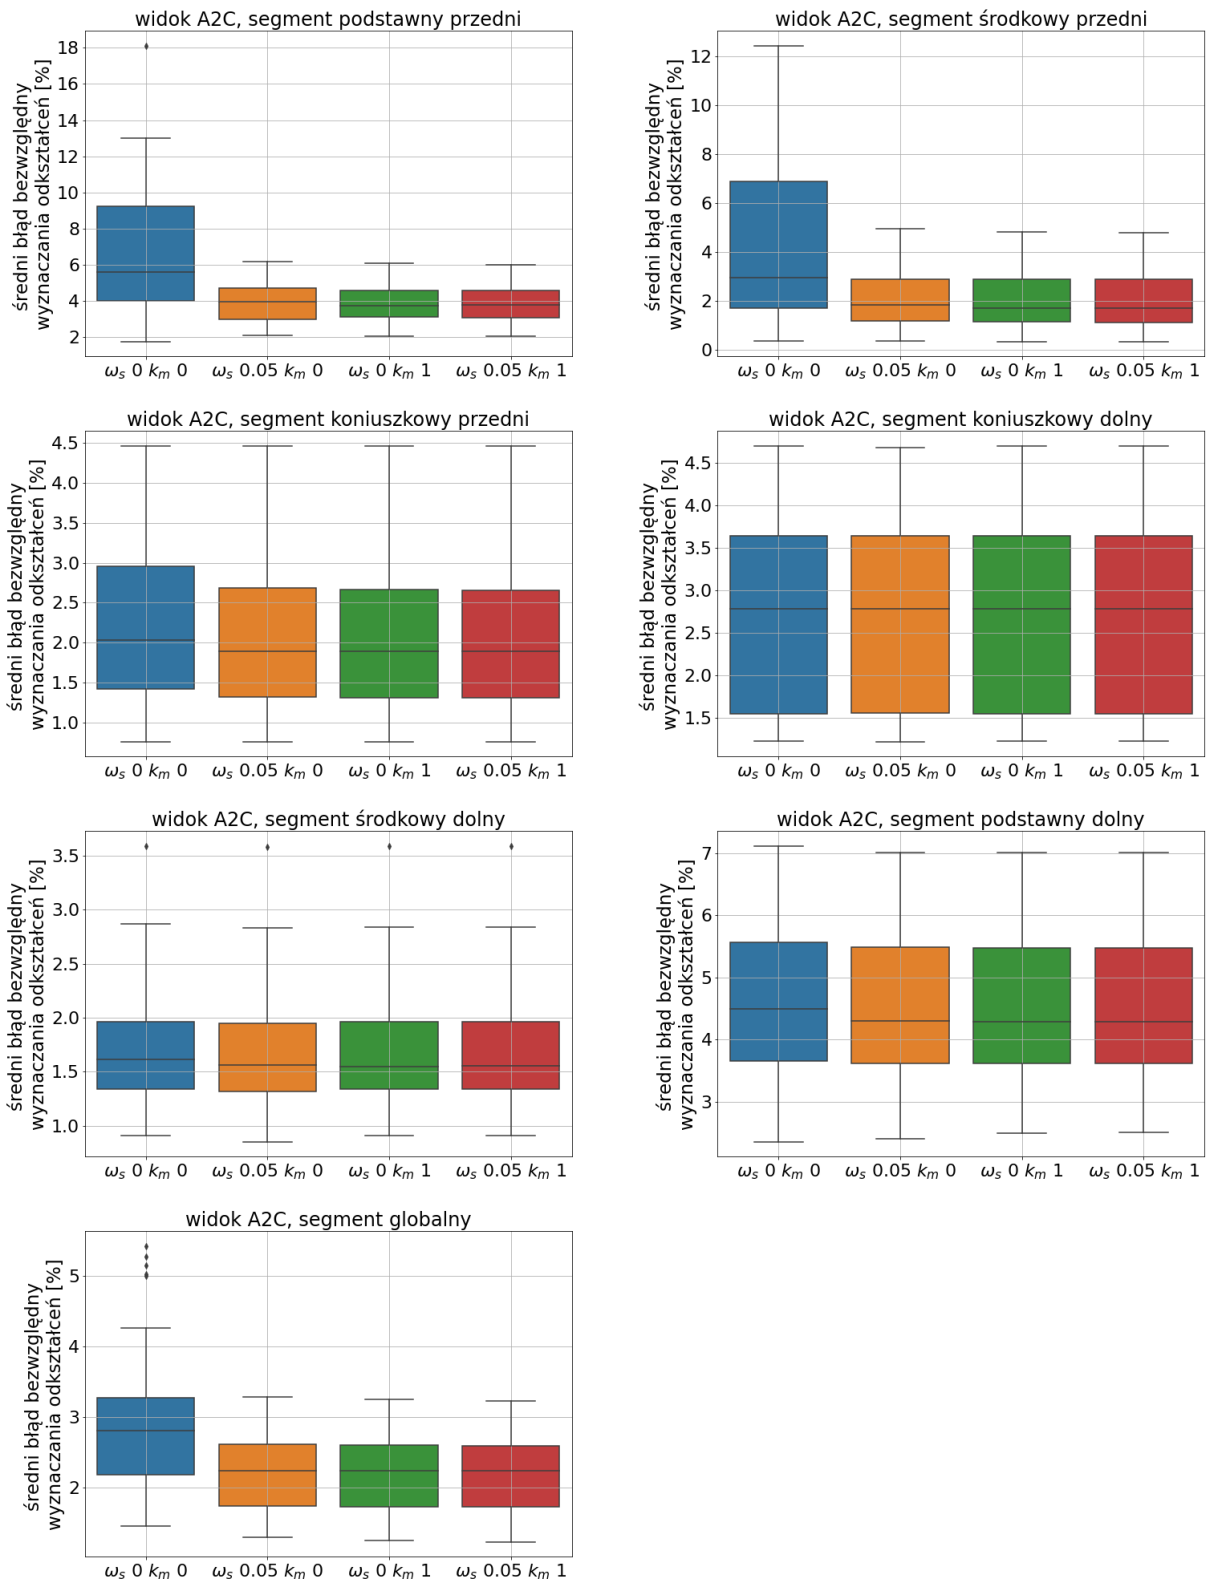 widok A2C, segment podstawny przedni
średni błąd bezwzględny
wyznaczania odkształceń [%]
18
16
14
12
10
8
6
4
2
ωs 0 km 0 ωs 0.05 km 0 ωs 0 km 1 ωs 0.05 km 1
widok A2C, segment środkowy przedni
średni błąd bezwzględny
wyznaczania odkształceń [%]
12
10
8
6
4
2
0
ωs 0 km 0 ωs 0.05 km 0 ωs 0 km 1 ωs 0.05 km 1
widok A2C, segment koniuszkowy przedni
średni błąd bezwzględny
wyznaczania odkształceń [%]
4.5
4.0
3.5
3.0
2.5
2.0
1.5
1.0
ωs 0 km 0 ωs 0.05 km 0 ωs 0 km 1 ωs 0.05 km 1
widok A2C, segment koniuszkowy dolny
średni błąd bezwzględny
wyznaczania odkształceń [%]
4.5
4.0
3.5
3.0
2.5
2.0
1.5
ωs 0 km 0 ωs 0.05 km 0 ωs 0 km 1 ωs 0.05 km 1
widok A2C, segment środkowy dolny
średni błąd bezwzględny
wyznaczania odkształceń [%]
3.5
3.0
2.5
2.0
1.5
1.0
ωs 0 km 0 ωs 0.05 km 0 ωs 0 km 1 ωs 0.05 km 1
widok A2C, segment podstawny dolny
średni błąd bezwzględny
wyznaczania odkształceń [%]
7
6
5
4
3
ωs 0 km 0 ωs 0.05 km 0 ωs 0 km 1 ωs 0.05 km 1
widok A2C, segment globalny
średni błąd bezwzględny
wyznaczania odkształceń [%]
5
4
3
2
ωs 0 km 0 ωs 0.05 km 0 ωs 0 km 1 ωs 0.05 km 1